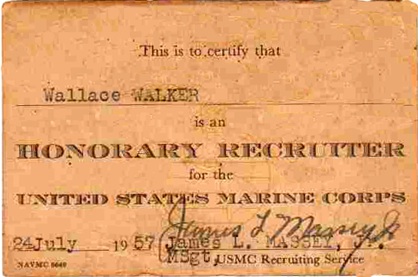 This is to certify that
Wallace WALKER
is an
HONORARY RECRUITER
for the
UNITED STATES MARINE CORPS
James L. Massey Jr
24July 1957 James L. MASSEY, Jr.
NAVMC 6640 MSgt, USMC Recruiting Service